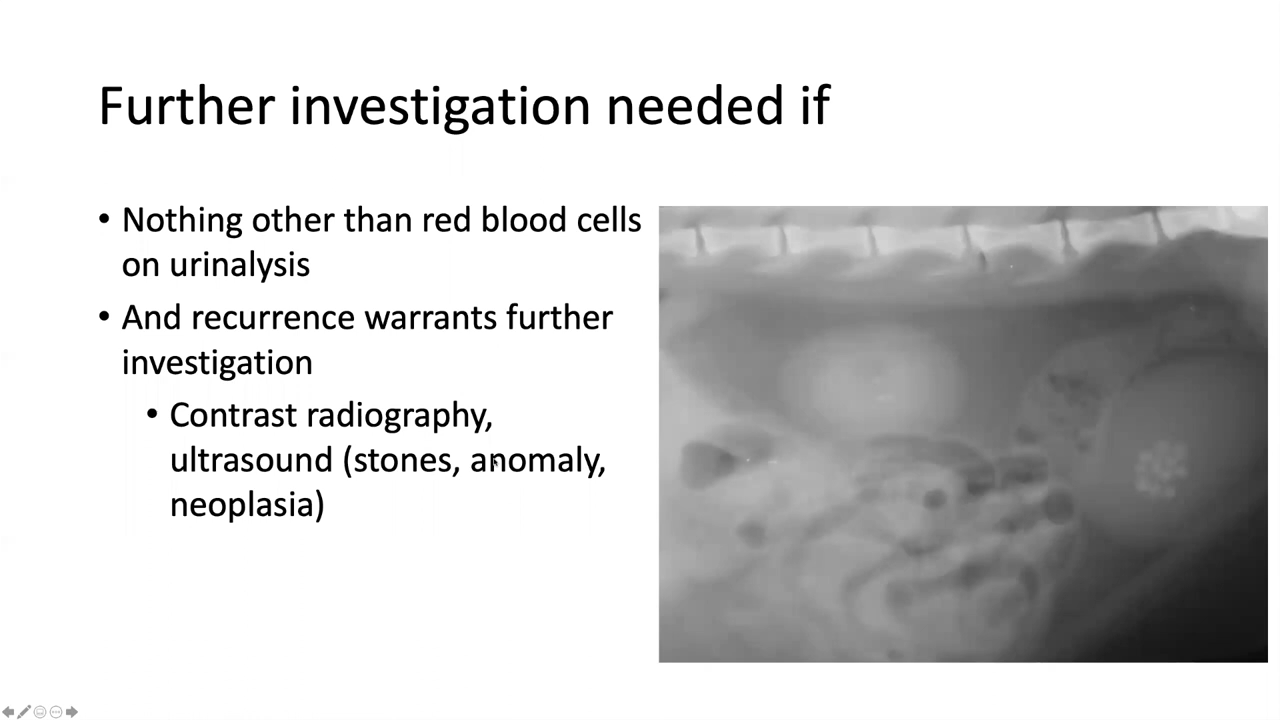 Further investigation needed if
• Nothing other than red blood cells
on urinalysis
• And recurrence warrants further
investigation
• Contrast radiography,
ultrasound (stones, anomaly,
neoplasia)